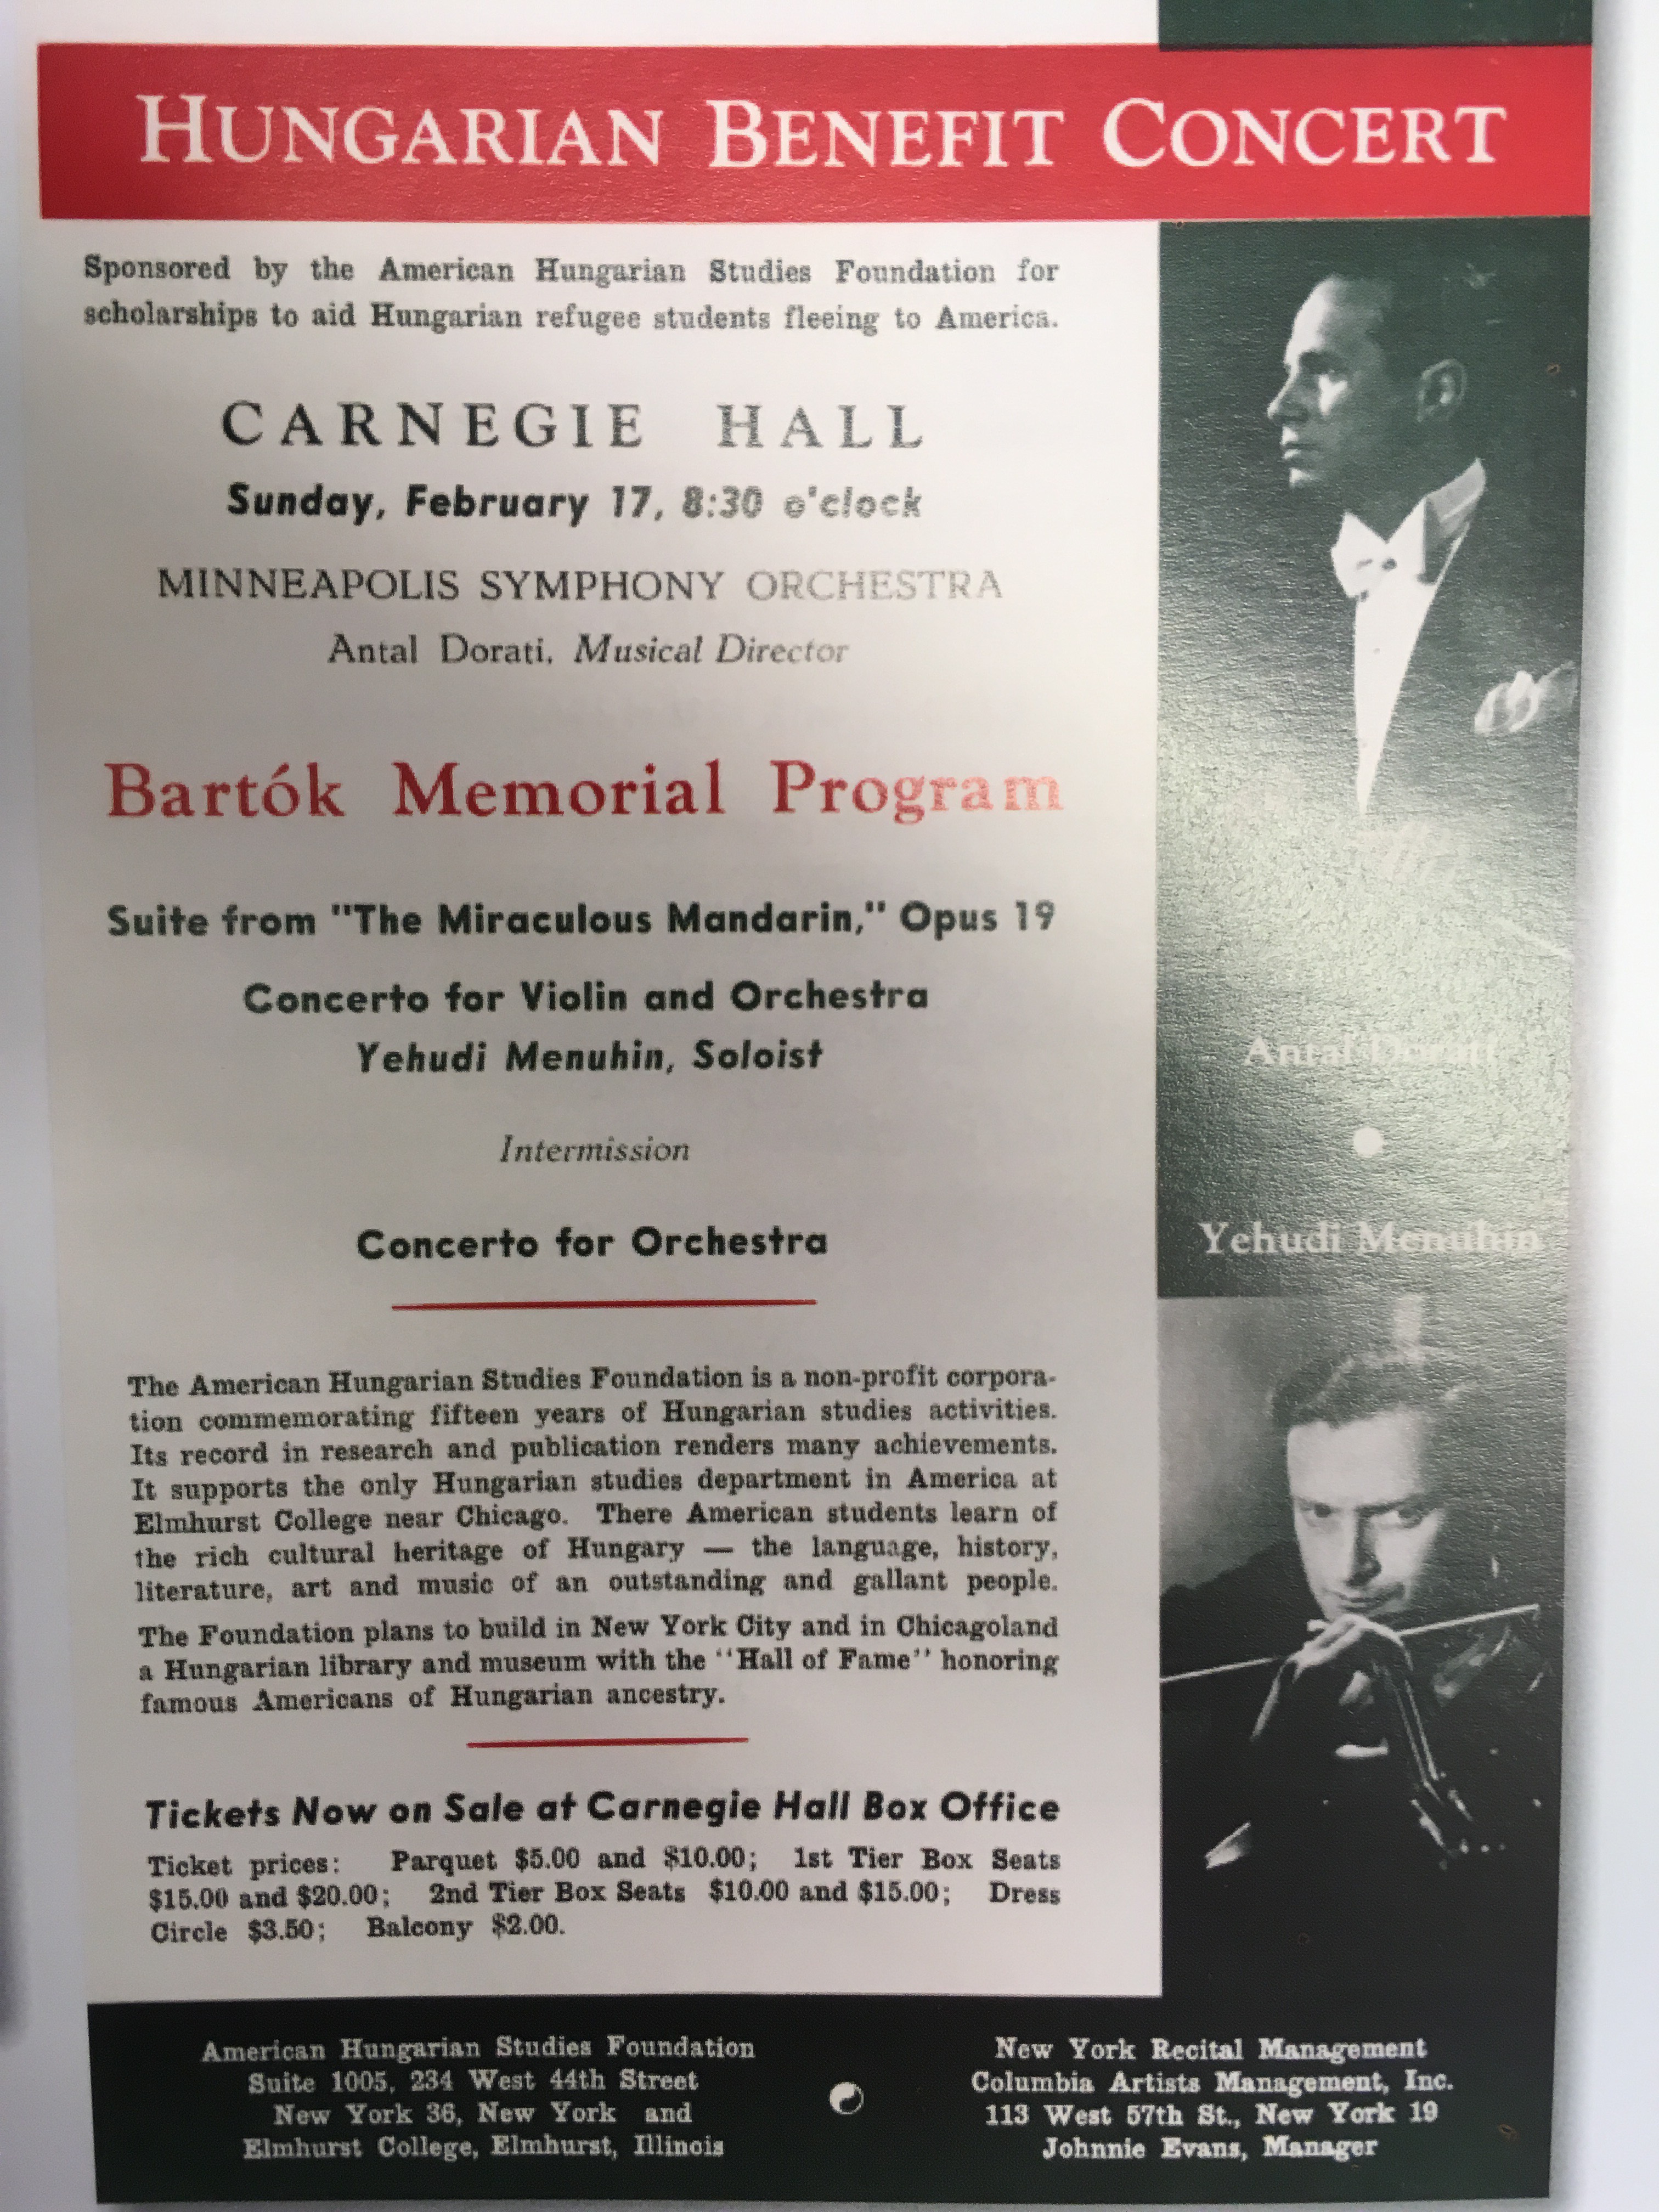 HUNGARIAN BENEFIT CONCERT
Sponsored by the American Hungarian Studies Foundation for
scholarships to aid Hungarian refugee students fleeing to America.
CARNEGIE HALL
Sunday, February 17, 8:30 o'clock
MINNEAPOLIS SYMPHONY ORCHESTRA
Antal Dorati, Musical Director
Bartók Memorial Program
Suite from "The Miraculous Mandarin," Opus 19
Concerto for Violin and Orchestra
Yehudi Menuhin, Soloist
Intermission
Concerto for Orchestra
The American Hungarian Studies Foundation is a non-profit corpora-
tion commemorating fifteen years of Hungarian studies activities.
Its record in research and publication renders many achievements.
It supports the only Hungarian studies department in America at
Elmhurst College near Chicago. There American students learn of
the rich cultural heritage of Hungary — the language, history,
literature, art and music of an outstanding and gallant people.
The Foundation plans to build in New York City and in Chicagoland
a Hungarian library and museum with the "Hall of Fame" honoring
famous Americans of Hungarian ancestry.
Tickets Now on Sale at Carnegie Hall Box Office
Ticket prices: Parquet $5.00 and $10.00; 1st Tier Box Seats
$15.00 and $20.00; 2nd Tier Box Seats $10.00 and $15.00; Dress
Circle $3.50; Balcony $2.00.
Antal Dorati
Yehudi Menuhin
American Hungarian Studies Foundation
Suite 1005, 234 West 44th Street
New York 36, New York and
Elmhurst College, Elmhurst, Illinois
New York Recital Management
Columbia Artists Management, Inc.
113 West 57th St., New York 19
Johnnie Evans, Manager